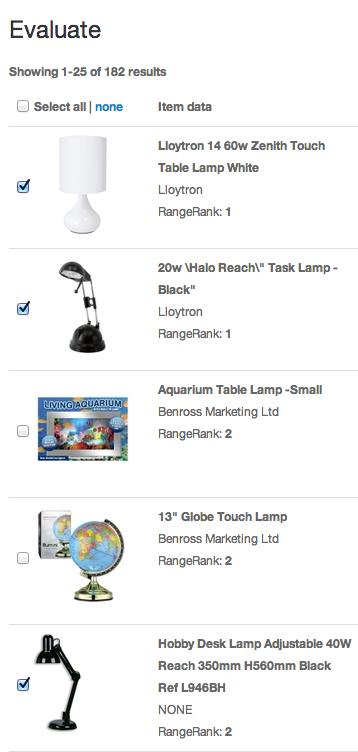 Evaluate
Showing 1-25 of 182 results
Select all | none
Item data
Lloytron 14 60w Zenith Touch
Table Lamp White
Lloytron
RangeRank: 1
20w \Halo Reach\" Task Lamp -
Black"
Lloytron
RangeRank: 1
LIVING AQUARIUM
Aquarium Table Lamp -Small
Benross Marketing Ltd
RangeRank: 2
13" Globe Touch Lamp
Benross Marketing Ltd
RangeRank: 2
Hobby Desk Lamp Adjustable 40W
Reach 350mm H560mm Black
Ref L946BH
NONE
RangeRank: 2